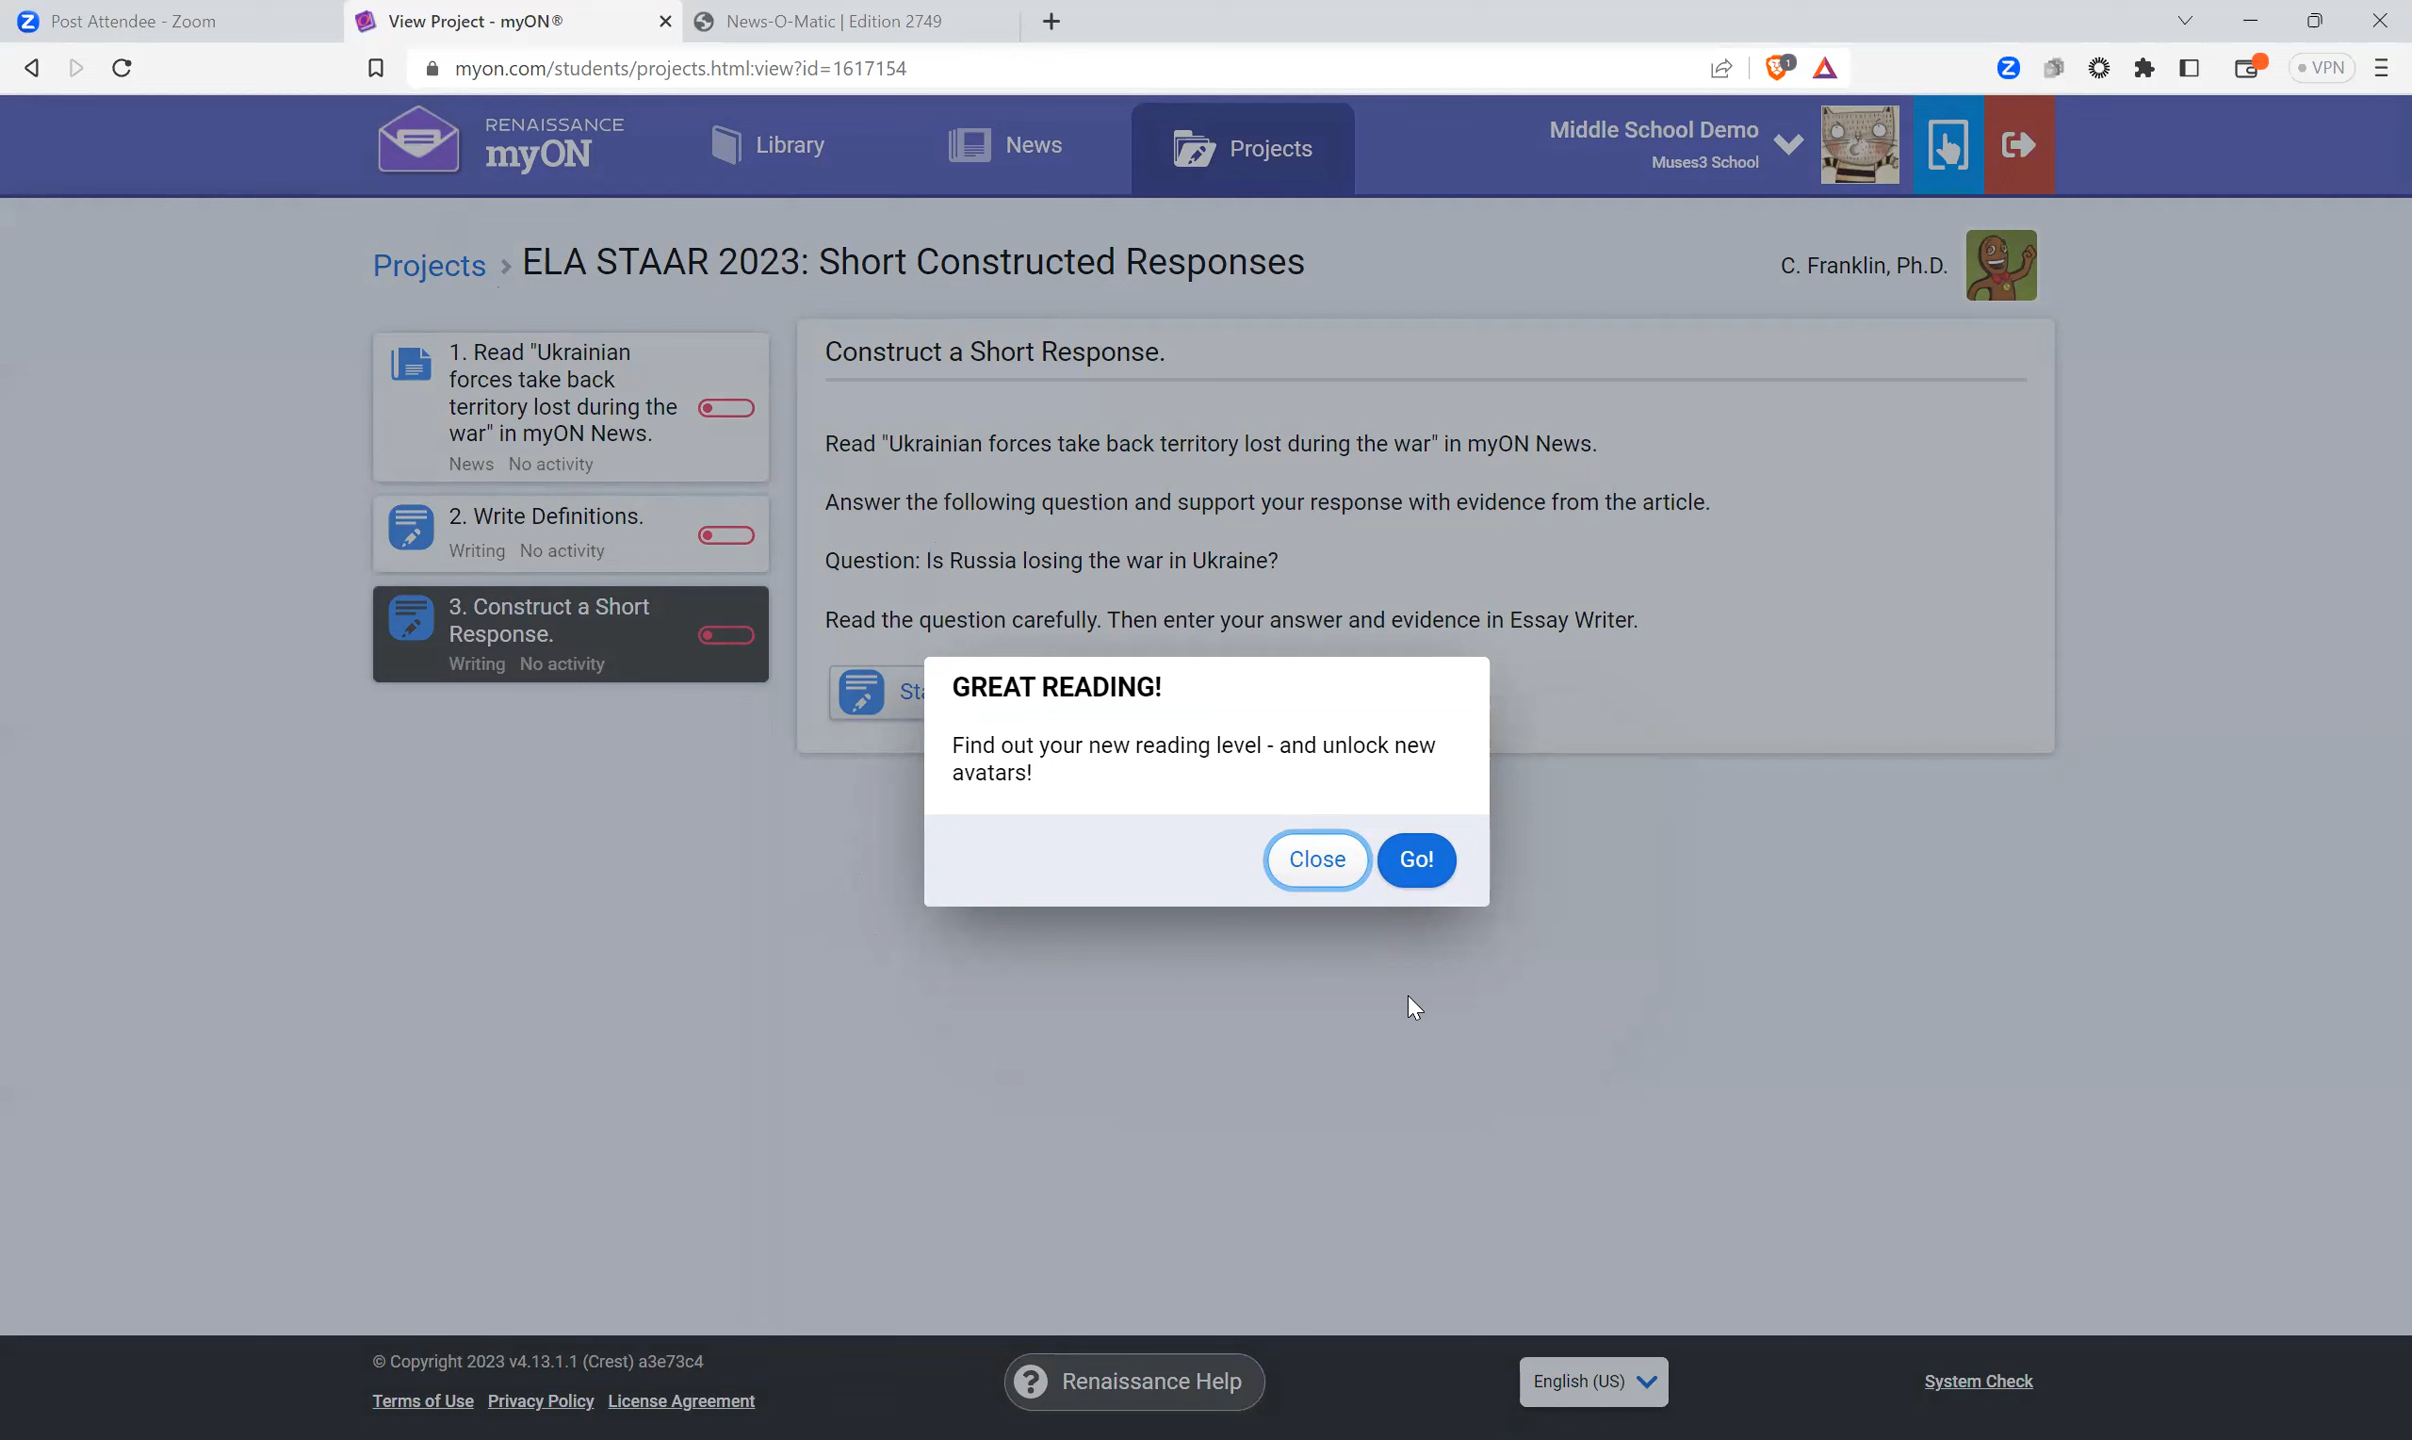 Post Attendee - Zoom
View Project - myON®
News-O-Matic | Edition 2749
myon.com/students/projects.html:view?id=1617154
1
VPN
RENAISSANCE
myON
Library
News
Projects
Middle School Demo
Muses3 School
Projects › ELA STAAR 2023: Short Constructed Responses
C. Franklin, Ph.D.
1. Read "Ukrainian
forces take back
territory lost during the
war" in myON News.
News No activity
2. Write Definitions.
Writing No activity
3. Construct a Short
Response.
Writing No activity
Construct a Short Response.
Read "Ukrainian forces take back territory lost during the war" in myON News.
Answer the following question and support your response with evidence from the article.
Question: Is Russia losing the war in Ukraine?
Read the question carefully. Then enter your answer and evidence in Essay Writer.
GREAT READING!
Find out your new reading level - and unlock new
avatars!
Close
Go!
© Copyright 2023 v4.13.1.1 (Crest) a3e73c4
Terms of Use Privacy Policy License Agreement
Renaissance Help
English (US)
System Check